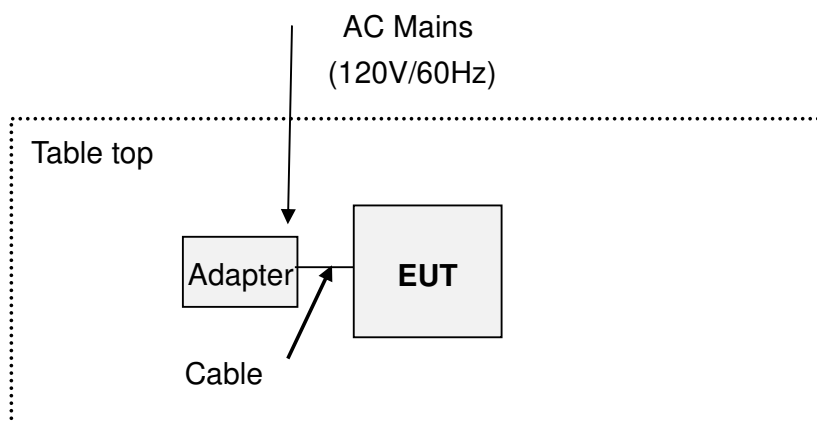 AC Mains
(120V/60Hz)
Table top
Adapter
EUT
Cable